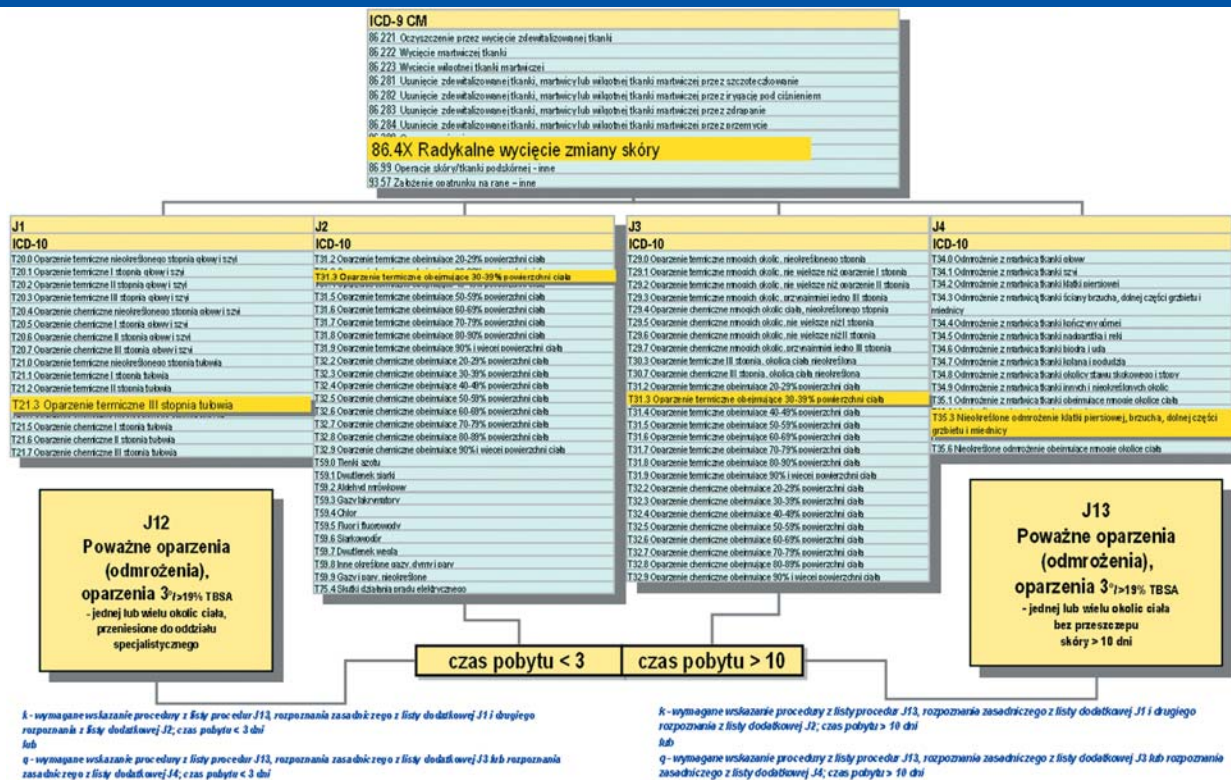 ICD-9 CM
86.221 Oczyszczenie przez wycięcie zdewitalizowanej tkanki
86.222 Wycięcie martwiczej tkanki
86.223 Wycięcie wilgotnej tkanki martwiczej
86.281 Usunięcie zdewitalizowanej tkanki, martwicy lub wilgotnej tkanki martwiczej przez szczoteczkowanie
86.282 Usunięcie zdewitalizowanej tkanki, martwicy lub wilgotnej tkanki martwiczej przez irygację pod ciśnieniem
86.283 Usunięcie zdewitalizowanej tkanki, martwicy lub wilgotnej tkanki martwiczej przez zdrapanie
86.284 Usunięcie zdewitalizowanej tkanki, martwicy lub wilgotnej tkanki martwiczej przez przemycie
86.4X Radykalne wycięcie zmiany skóry
86.99 Operacje skóry/tkanki podskórnej - inne
93.57 Założenie opatrunku na ranę – inne
J1
ICD-10
T20.0 Oparzenie termiczne nieokreślonego stopnia głowy i szyi
T20.1 Oparzenie termiczne I stopnia głowy i szyi
T20.2 Oparzenie termiczne II stopnia głowy i szyi
T20.3 Oparzenie termiczne III stopnia głowy i szyi
T20.4 Oparzenie chemiczne nieokreślonego stopnia głowy i szyi
T20.5 Oparzenie chemiczne I stopnia głowy i szyi
T20.6 Oparzenie chemiczne II stopnia głowy i szyi
T20.7 Oparzenie chemiczne III stopnia głowy i szyi
T21.0 Oparzenie termiczne nieokreślonego stopnia tułowia
T21.1 Oparzenie termiczne I stopnia tułowia
T21.2 Oparzenie termiczne II stopnia tułowia
T21.3 Oparzenie termiczne III stopnia tułowia
T21.5 Oparzenie chemiczne I stopnia tułowia
T21.6 Oparzenie chemiczne II stopnia tułowia
T21.7 Oparzenie chemiczne III stopnia tułowia
J2
ICD-10
T31.2 Oparzenie termiczne obejmujące 20-29% powierzchni ciała
T31.3 Oparzenie termiczne obejmujące 30-39% powierzchni ciała
T31.5 Oparzenie termiczne obejmujące 50-59% powierzchni ciała
T31.6 Oparzenie termiczne obejmujące 60-69% powierzchni ciała
T31.7 Oparzenie termiczne obejmujące 70-79% powierzchni ciała
T31.8 Oparzenie termiczne obejmujące 80-90% powierzchni ciała
T31.9 Oparzenie termiczne obejmujące 90% i więcej powierzchni ciała
T32.2 Oparzenie chemiczne obejmujące 20-29% powierzchni ciała
T32.3 Oparzenie chemiczne obejmujące 30-39% powierzchni ciała
T32.4 Oparzenie chemiczne obejmujące 40-49% powierzchni ciała
T32.5 Oparzenie chemiczne obejmujące 50-59% powierzchni ciała
T32.6 Oparzenie chemiczne obejmujące 60-69% powierzchni ciała
T32.7 Oparzenie chemiczne obejmujące 70-79% powierzchni ciała
T32.8 Oparzenie chemiczne obejmujące 80-89% powierzchni ciała
T32.9 Oparzenie chemiczne obejmujące 90% i więcej powierzchni ciała
T59.0 Tlenki azotu
T59.1 Dwutlenek siarki
T59.2 Aldehyd mrówkowy
T59.3 Gazy łakrymatory
T59.4 Chlor
T59.5 Fluor i fluorowody
T59.6 Siarkowodór
T59.7 Dwutlenek węgla
T59.8 Inne określone gazy, dymy i pary
T59.9 Gazy i pary, nieokreślone
T75.4 Skutki działania prądu elektrycznego
J3
ICD-10
T29.0 Oparzenie termiczne mnogich okolic, nieokreślonego stopnia
T29.1 Oparzenie termiczne mnogich okolic, nie większe niż oparzenie I stopnia
T29.2 Oparzenie termiczne mnogich okolic, nie większe niż oparzenie II stopnia
T29.3 Oparzenie termiczne mnogich okolic, przynajmniej jedno III stopnia
T29.4 Oparzenie chemiczne mnogich okolic ciała, nieokreślonego stopnia
T29.5 Oparzenie chemiczne mnogich okolic, nie większe niż I stopnia
T29.6 Oparzenie chemiczne mnogich okolic, nie większe niż II stopnia
T29.7 Oparzenie chemiczne mnogich okolic, przynajmniej jedno III stopnia
T30.3 Oparzenie termiczne III stopnia, okolica ciała nieokreślona
T30.7 Oparzenie chemiczne III stopnia, okolica ciała nieokreślona
T31.2 Oparzenie termiczne obejmujące 20-29% powierzchni ciała
T31.3 Oparzenie termiczne obejmujące 30-39% powierzchni ciała
T31.4 Oparzenie termiczne obejmujące 40-49% powierzchni ciała
T31.5 Oparzenie termiczne obejmujące 50-59% powierzchni ciała
T31.6 Oparzenie termiczne obejmujące 60-69% powierzchni ciała
T31.7 Oparzenie termiczne obejmujące 70-79% powierzchni ciała
T31.8 Oparzenie termiczne obejmujące 80-90% powierzchni ciała
T31.9 Oparzenie termiczne obejmujące 90% i więcej powierzchni ciała
T32.2 Oparzenie chemiczne obejmujące 20-29% powierzchni ciała
T32.3 Oparzenie chemiczne obejmujące 30-39% powierzchni ciała
T32.4 Oparzenie chemiczne obejmujące 40-49% powierzchni ciała
T32.5 Oparzenie chemiczne obejmujące 50-59% powierzchni ciała
T32.6 Oparzenie chemiczne obejmujące 60-69% powierzchni ciała
T32.7 Oparzenie chemiczne obejmujące 70-79% powierzchni ciała
T32.8 Oparzenie chemiczne obejmujące 80-89% powierzchni ciała
T32.9 Oparzenie chemiczne obejmujące 90% i więcej powierzchni ciała
J4
ICD-10
T34.0 Odmrożenie z martwicą tkanki głowy
T34.1 Odmrożenie z martwicą tkanki szyi
T34.2 Odmrożenie z martwicą tkanki klatki piersiowej
T34.3 Odmrożenie z martwicą tkanki ściany brzucha, dolnej części grzbietu i
miednicy
T34.4 Odmrożenie z martwicą tkanki kończyny górnej
T34.5 Odmrożenie z martwicą tkanki nadgarstka i ręki
T34.6 Odmrożenie z martwicą tkanki biodra i uda
T34.7 Odmrożenie z martwicą tkanki kolana i podudzia
T34.8 Odmrożenie z martwicą tkanki okolicy stawu skokowego i stopy
T34.9 Odmrożenie z martwicą tkanki innych i nieokreślonych okolic
T35.1 Odmrożenie z martwicą tkanki obejmujące mnogie okolice ciała
T35.3 Nieokreślone odmrożenie klatki piersiowej, brzucha, dolnej części
grzbietu i miednicy
T35.6 Nieokreślone odmrożenie obejmujące mnogie okolice ciała
J12
Poważne oparzenia
(odmrożenia),
oparzenia 3°/>19% TBSA
- jednej lub wielu okolic ciała,
przeniesione do oddziału
specjalistycznego
J13
Poważne oparzenia
(odmrożenia),
oparzenia 3°/>19% TBSA
- jednej lub wielu okolic ciała
bez przeszczepu
skóry > 10 dni
czas pobytu < 3
czas pobytu > 10
k - wymagane wskazanie procedury z listy procedur J13, rozpoznania zasadniczego z listy dodatkowej J1 i drugiego
rozpoznania z listy dodatkowej J2; czas pobytu < 3 dni
lub
q - wymagane wskazanie procedury z listy procedur J13, rozpoznania zasadniczego z listy dodatkowej J3 lub rozpoznania
zasadniczego z listy dodatkowej J4; czas pobytu < 3 dni
k - wymagane wskazanie procedury z listy procedur J13, rozpoznania zasadniczego z listy dodatkowej J1 i drugiego
rozpoznania z listy dodatkowej J2; czas pobytu > 10 dni
lub
q - wymagane wskazanie procedury z listy procedur J13, rozpoznania zasadniczego z listy dodatkowej J3 lub rozpoznania
zasadniczego z listy dodatkowej J4; czas pobytu > 10 dni